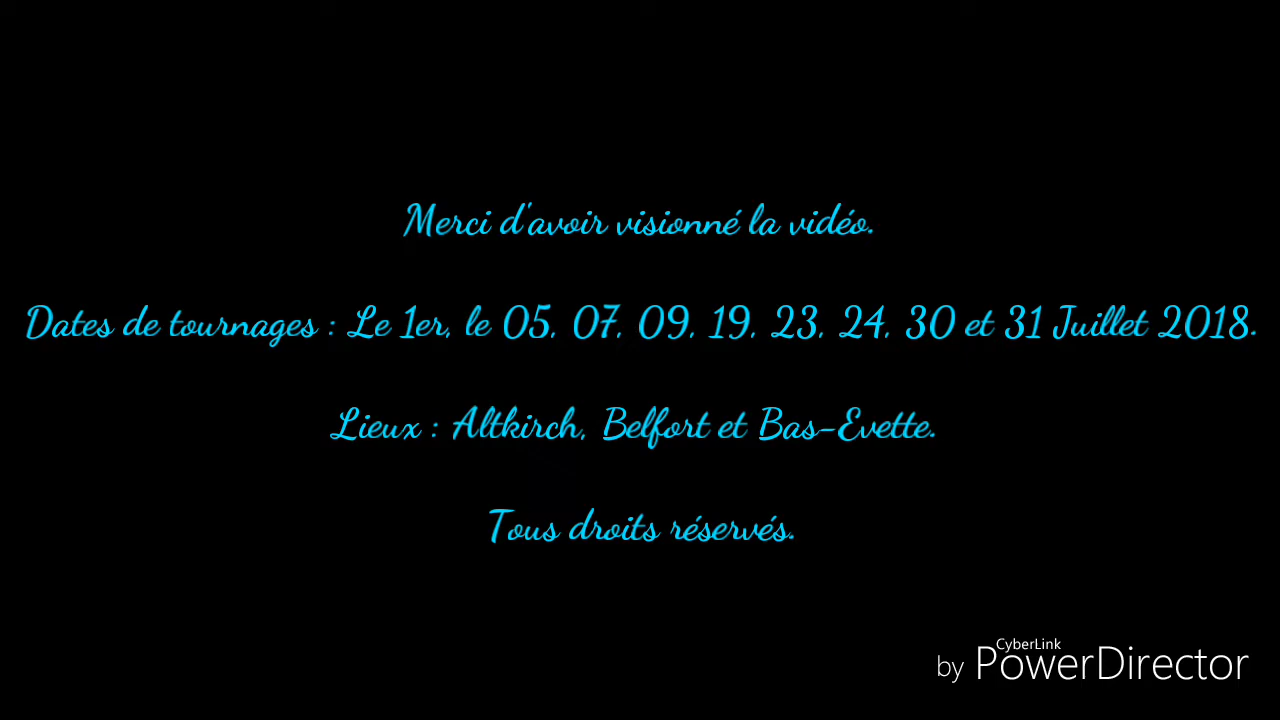 Merci d'avoir visionné la vidéo.
Dates de tournages : Le 1er, le 05, 07, 09, 19, 23, 24, 30 et 31 Juillet 2018.
Lieux : Altkirch, Belfort et Bas-Evette.
Tous droits réservés.
CyberLink
by PowerDirector